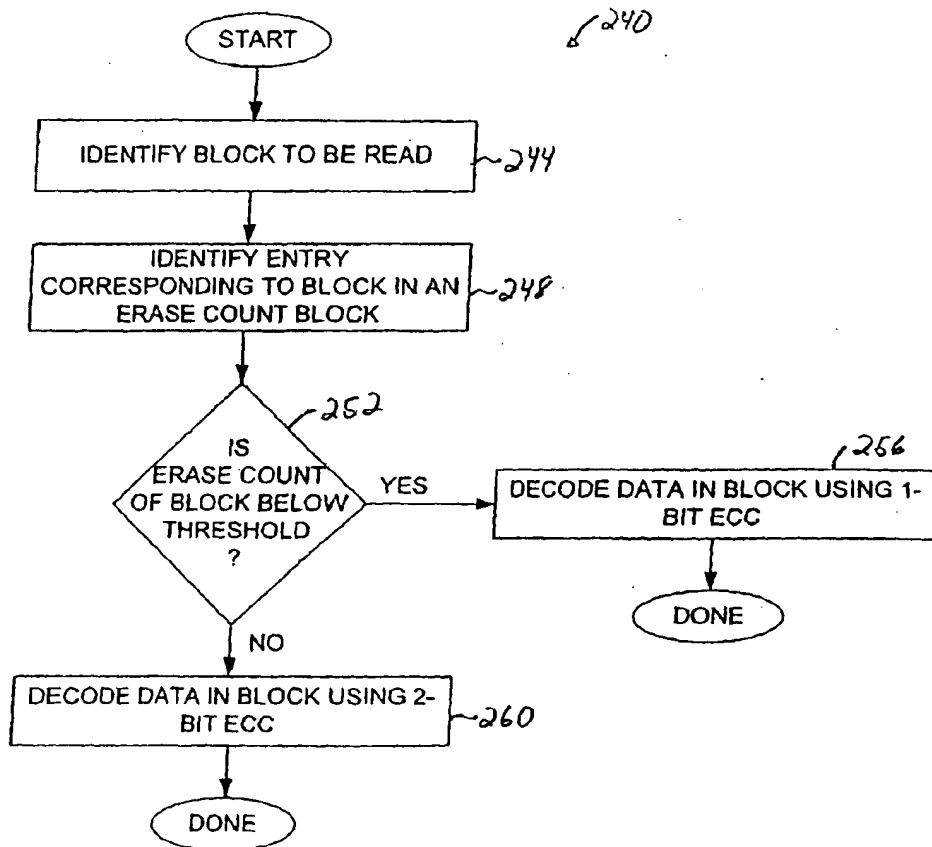 START
240
IDENTIFY BLOCK TO BE READ
244
IDENTIFY ENTRY
CORRESPONDING TO BLOCK IN AN
ERASE COUNT BLOCK
248
252
IS
ERASE COUNT
OF BLOCK BELOW
THRESHOLD
?
YES
256
DECODE DATA IN BLOCK USING 1-
BIT ECC
DONE
NO
DECODE DATA IN BLOCK USING 2-
BIT ECC
260
DONE